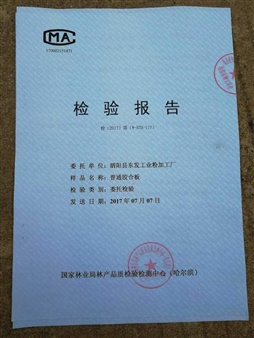 CMA
检验报告
委托单位：泗阳县东发工业粉加工厂
样品名称：普通胶合板
检验类别：委托检验
发送日期：2017年07月07日
国家林业局林产品质检验检测中心（哈尔滨）